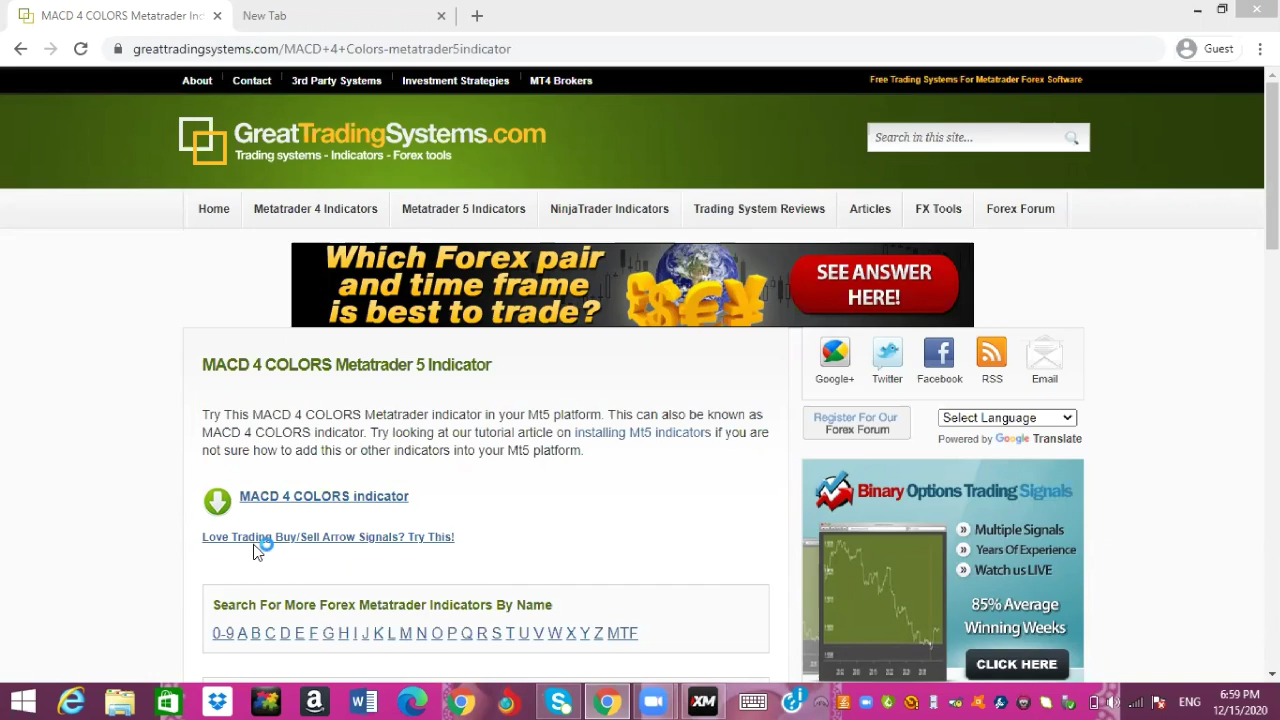 MACD 4 COLORS Metatrader Inc
New Tab
greattradingsystems.com/MACD+4+Colors-metatrader5indicator
Guest
About Contact 3rd Party Systems Investment Strategies MT4 Brokers
Free Trading Systems For Metatrader Forex Software
GreatTradingSystems.com
Trading systems - Indicators - Forex tools
Search in this site...
Home Metatrader 4 Indicators Metatrader 5 Indicators NinjaTrader Indicators Trading System Reviews Articles FX Tools Forex Forum
Which Forex pair
and time frame
is best to trade?
SEE ANSWER
HERE!
MACD 4 COLORS Metatrader 5 Indicator
Try This MACD 4 COLORS Metatrader indicator in your Mt5 platform. This can also be known as
MACD 4 COLORS indicator. Try looking at our tutorial article on installing Mt5 indicators if you are
not sure how to add this or other indicators into your Mt5 platform.
MACD 4 COLORS indicator
Love Trading Buy/Sell Arrow Signals? Try This!
Search For More Forex Metatrader Indicators By Name
0-9 A B C D E F G H I J K L M N O P Q R S T U V W X Y Z MTF
Google+ Twitter Facebook RSS Email
Register For Our
Forex Forum
Select Language
Powered by Google Translate
Binary Options Trading Signals
Multiple Signals
Years Of Experience
Watch us LIVE
85% Average
Winning Weeks
CLICK HERE
XM
ENG
6:59 PM
12/15/2020